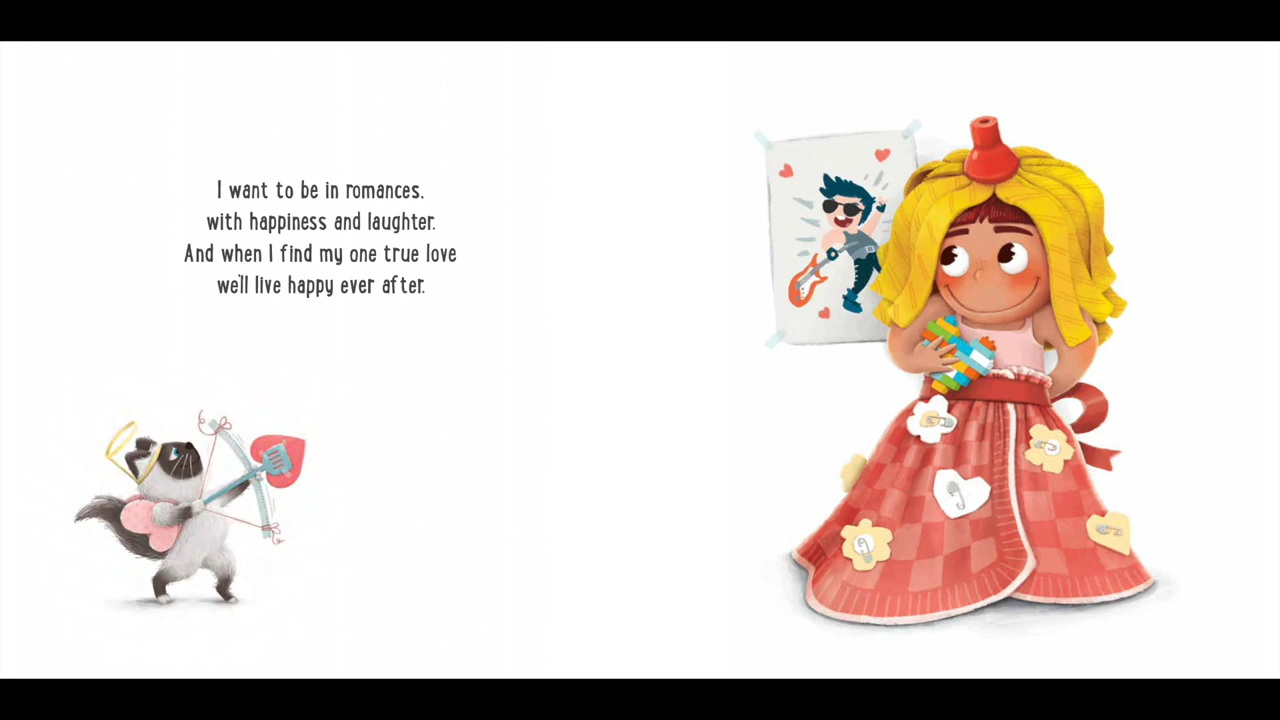 I want to be in romances.
with happiness and laughter.
And when I find my one true love
we'll live happy ever after.